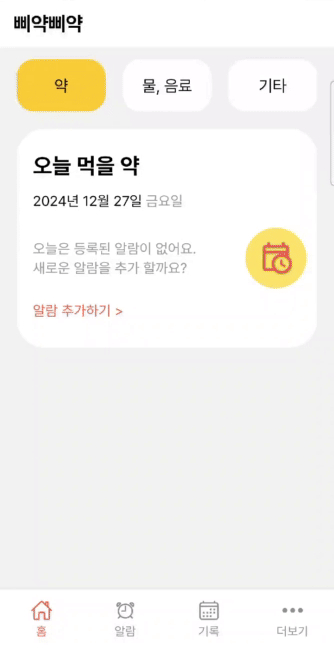 삐약삐약
약
물, 음료
기타
오늘 먹을 약
2024년 12월 27일 금요일
오늘은 등록된 알람이 없어요.
새로운 알람을 추가 할까요?
알람 추가하기 >
홈
알람
기록
더보기